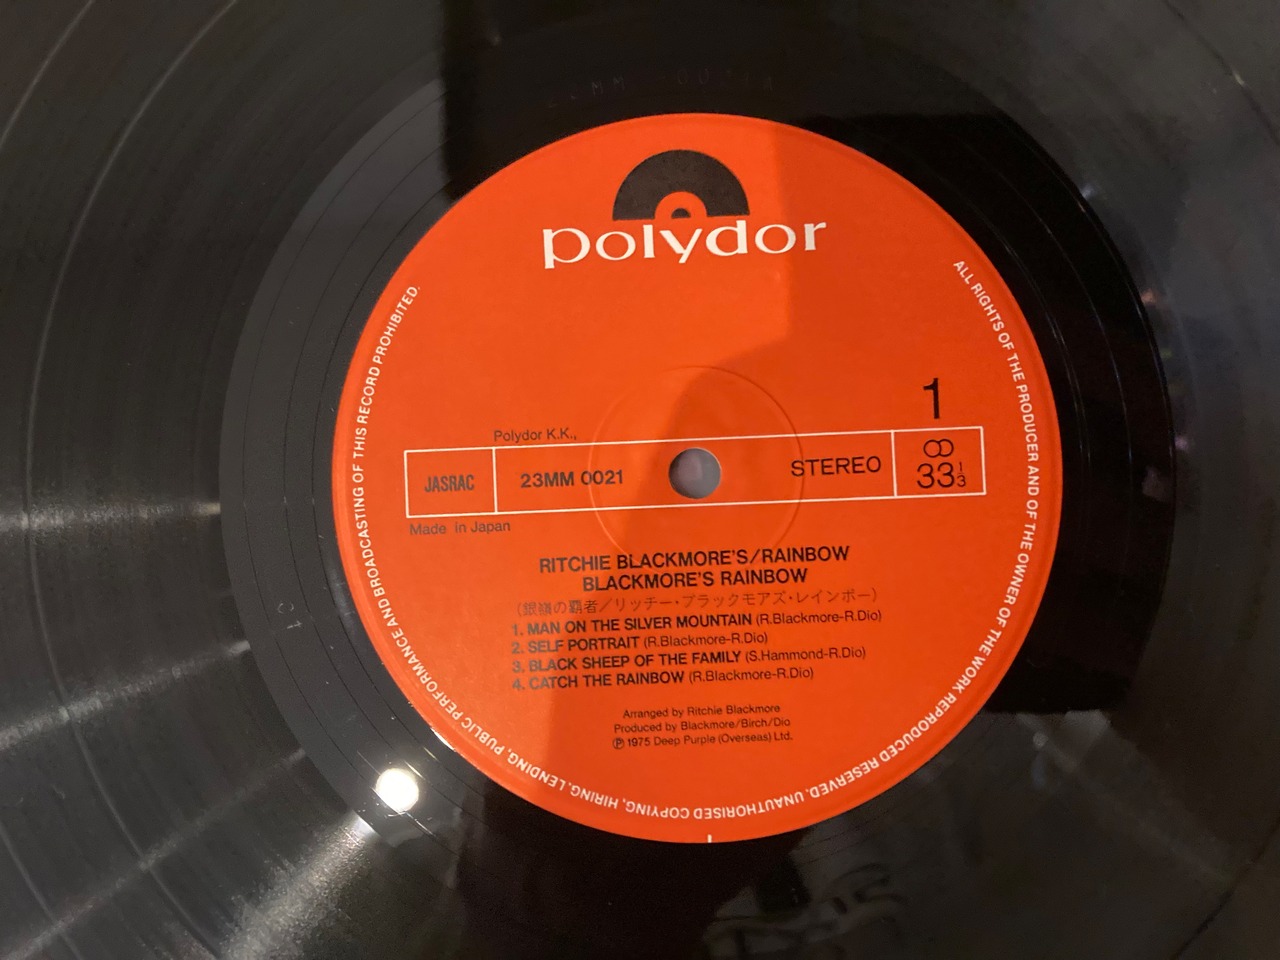 polydor
1
Polydor K.K.,
JASRAC
23MM 0021
STEREO
33 1/3
Made in Japan
RITCHIE BLACKMORE'S/RAINBOW
BLACKMORE'S RAINBOW
(銀嶺の覇者/リッチー・ブラックモアズ・レインボー)
1. MAN ON THE SILVER MOUNTAIN (R.Blackmore-R.Dio)
2. SELF PORTRAIT (R.Blackmore-R.Dio)
3. BLACK SHEEP OF THE FAMILY (S.Hammond-R.Dio)
4. CATCH THE RAINBOW (R.Blackmore-R.Dio)
Arranged by Ritchie Blackmore
Produced by Blackmore/Birch/Dio
Ⓟ 1975 Deep Purple (Overseas) Ltd.
ALL RIGHTS OF THE PRODUCER AND OF THE OWNER OF THE WORK REPRODUCED RESERVED. UNAUTHORISED COPYING, HIRING, LENDING, PUBLIC PERFORMANCE AND BROADCASTING OF THIS RECORD PROHIBITED.